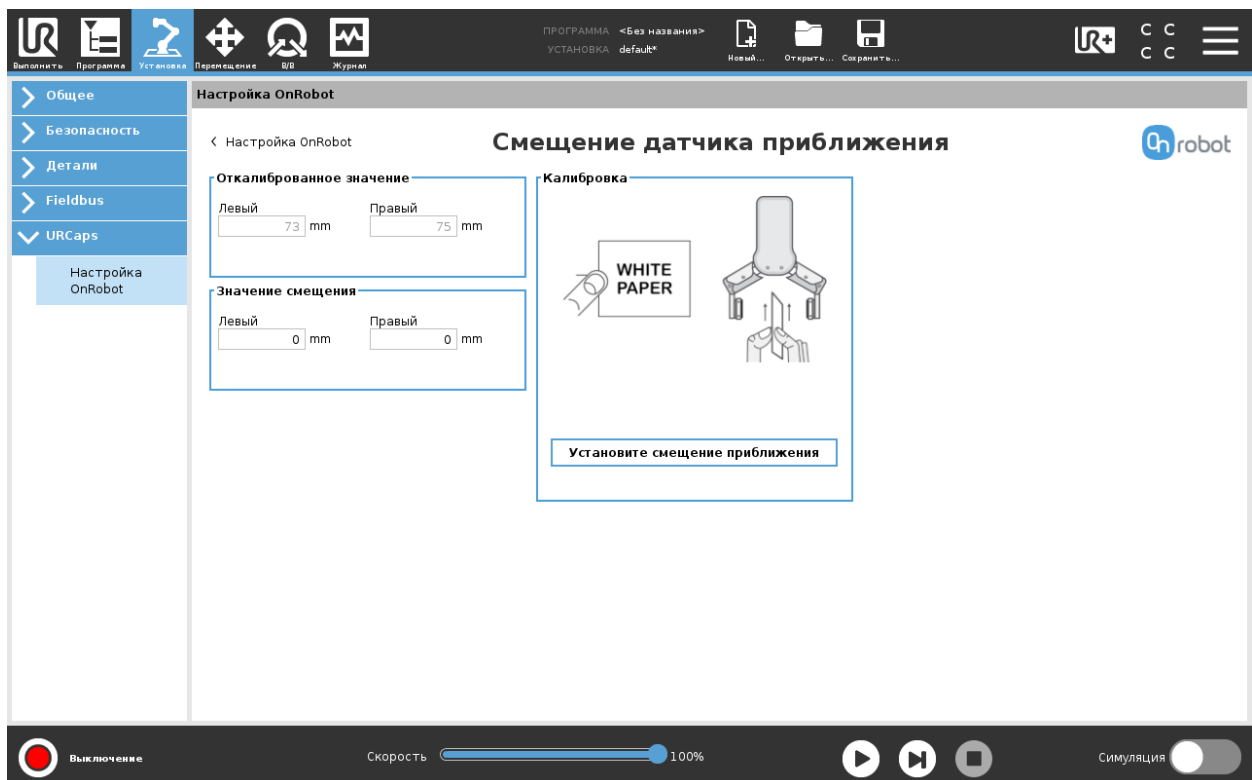 ПРОГРАММА <Без названия>
УСТАНОВКА default*
Выполнить Программа Установка Перемещение В/В Журнал
Новый... Открыть... Сохранить...
UR+
C C
C C
Общее
Безопасность
Детали
Fieldbus
URCaps
Настройка
OnRobot
Настройка OnRobot
Настройка OnRobot
Смещение датчика приближения
On robot
Откалиброванное значение
Левый Правый
73 mm 75 mm
Значение смещения
Левый Правый
0 mm 0 mm
Калибровка
WHITE
PAPER
Установите смещение приближения
Выключение
Скорость 100%
Симуляция